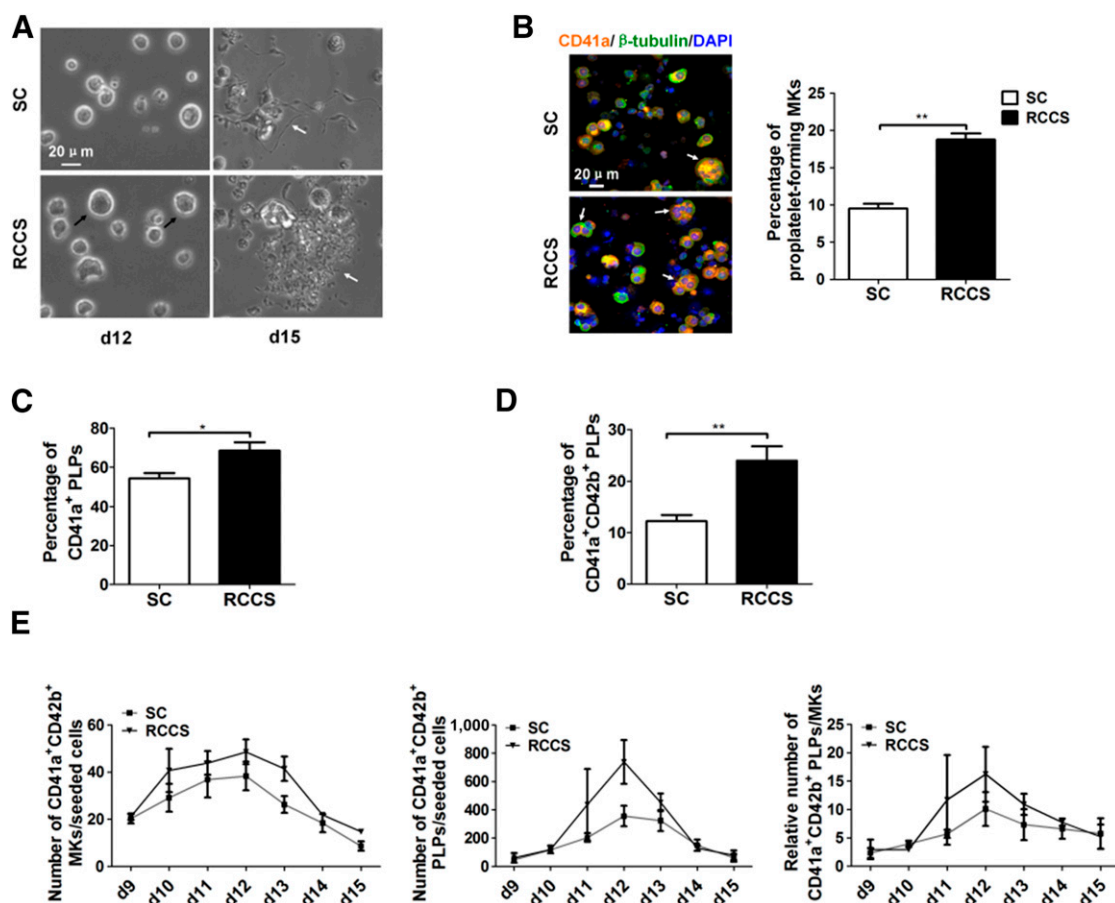 A
SC
20 μm
RCCS
d12
d15
B
CD41a/ β-tubulin/DAPI
SC
20 μm
RCCS
Percentage of
proplatelet-forming MKs
25
20
15
10
5
0
**
SC
RCCS
SC
RCCS
C
Percentage of
CD41a+ PLPs
80
60
40
20
0
*
SC
RCCS
D
Percentage of
CD41a+CD42b+ PLPs
30
20
10
0
**
SC
RCCS
E
Number of CD41a+CD42b+
MKs/seeded cells
60
40
20
0
SC
RCCS
d9
d10
d11
d12
d13
d14
d15
Number of CD41a+CD42b+
PLPs/seeded cells
1,000
800
600
400
200
0
SC
RCCS
d9
d10
d11
d12
d13
d14
d15
Relative number of
CD41a+CD42b+ PLPs/MKs
25
20
15
10
5
0
SC
RCCS
d9
d10
d11
d12
d13
d14
d15